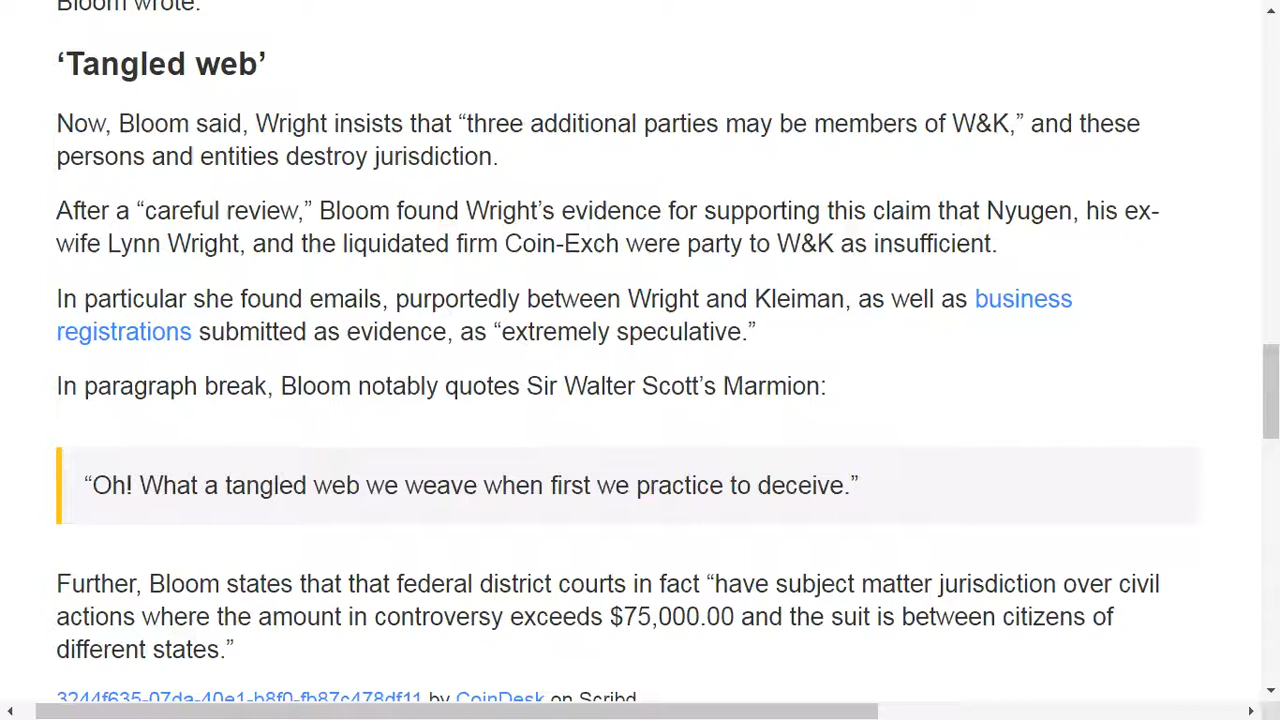 Bloom wrote.
‘Tangled web’
Now, Bloom said, Wright insists that “three additional parties may be members of W&K,” and these
persons and entities destroy jurisdiction.
After a “careful review,” Bloom found Wright’s evidence for supporting this claim that Nyugen, his ex-
wife Lynn Wright, and the liquidated firm Coin-Exch were party to W&K as insufficient.
In particular she found emails, purportedly between Wright and Kleiman, as well as business
registrations submitted as evidence, as “extremely speculative.”
In paragraph break, Bloom notably quotes Sir Walter Scott’s Marmion:
“Oh! What a tangled web we weave when first we practice to deceive.”
Further, Bloom states that that federal district courts in fact “have subject matter jurisdiction over civil
actions where the amount in controversy exceeds $75,000.00 and the suit is between citizens of
different states.”
3244f635-07da-40e1-b8f0-fb87c478df11 by CoinDesk on Scribd